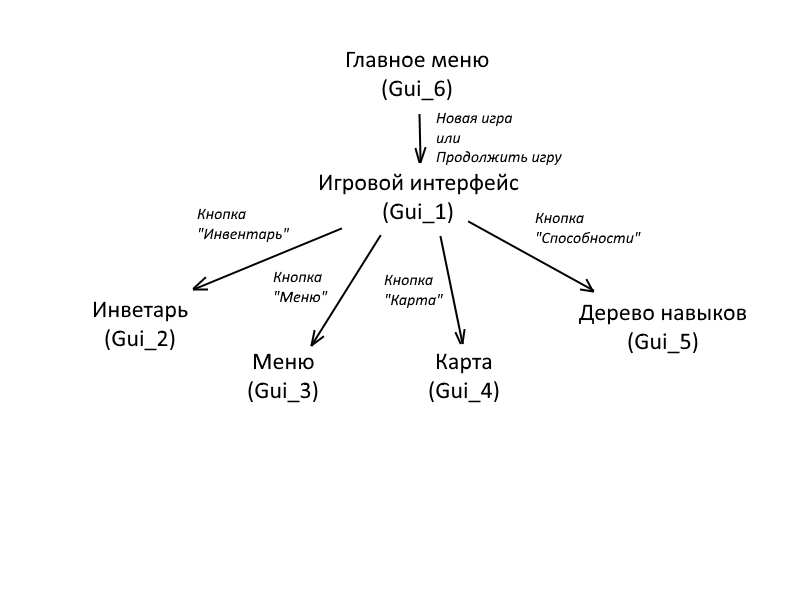 Главное меню
(Gui_6)
Новая игра
или
Продолжить игру
Игровой интерфейс
(Gui_1)
Кнопка
"Инвентарь"
Кнопка
"Меню"
Кнопка
"Карта"
Кнопка
"Способности"
Инветарь
(Gui_2)
Меню
(Gui_3)
Карта
(Gui_4)
Дерево навыков
(Gui_5)